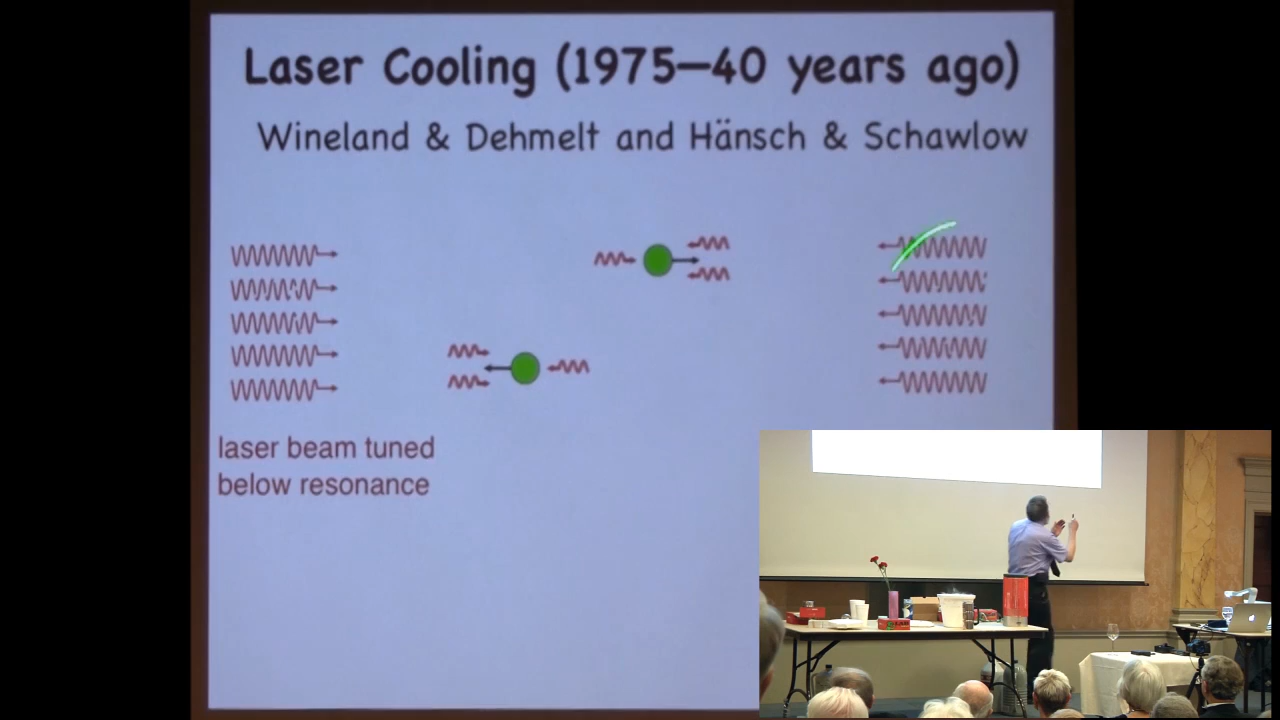 Laser Cooling (1975—40 years ago)
Wineland & Dehmelt and Hänsch & Schawlow
laser beam tuned
below resonance